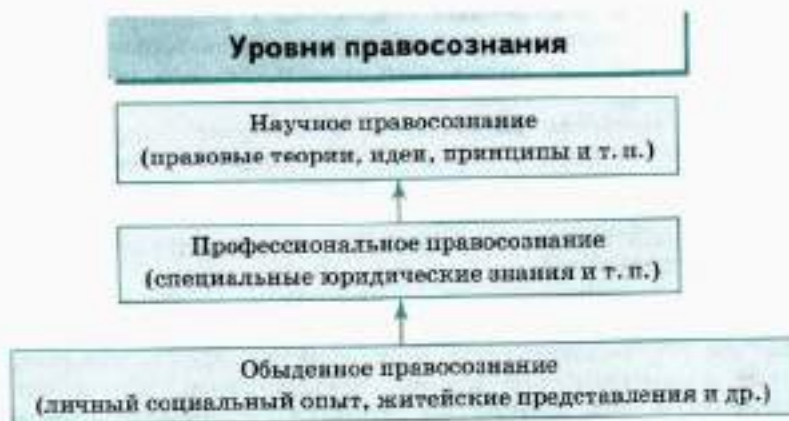 Уровни правосознания
Научное правосознание
(правовые теории, идеи, принципы и т. п.)
Профессиональное правосознание
(специальные юридические знания и т. п.)
Обыденное правосознание
(личный социальный опыт, житейские представления и др.)